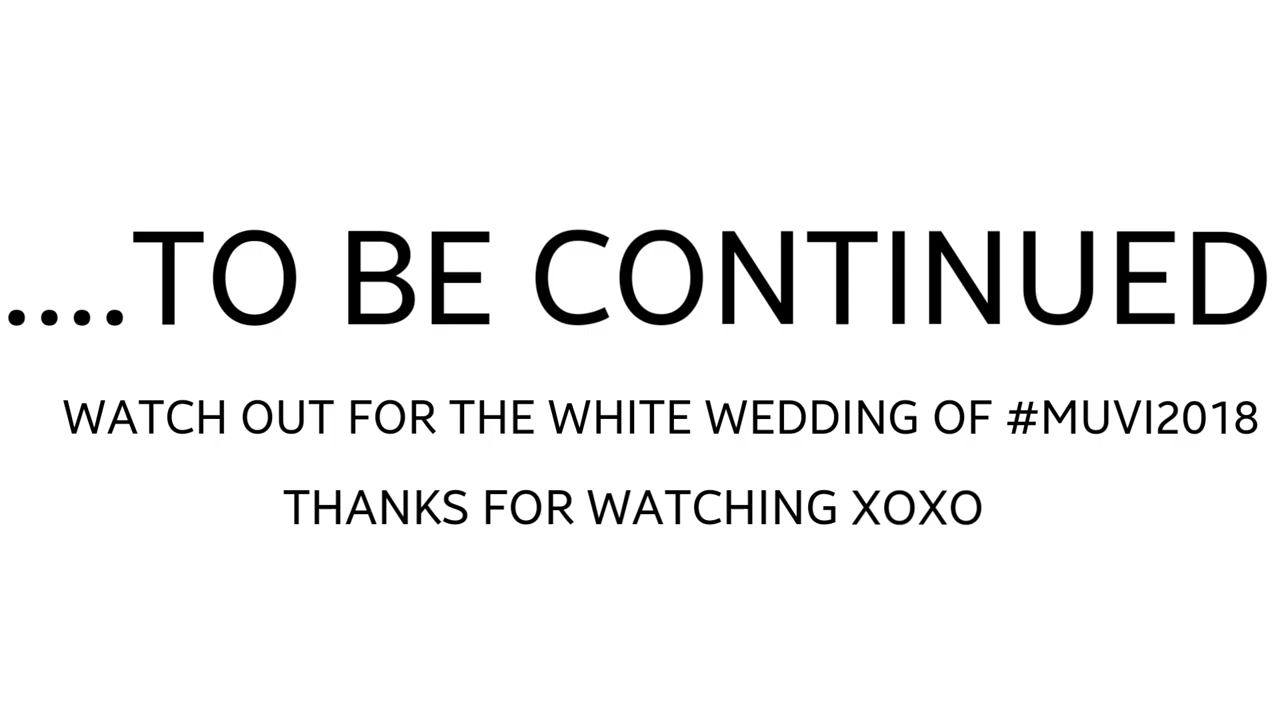 ....TO BE CONTINUED
WATCH OUT FOR THE WHITE WEDDING OF #MUVI2018
THANKS FOR WATCHING XOXO